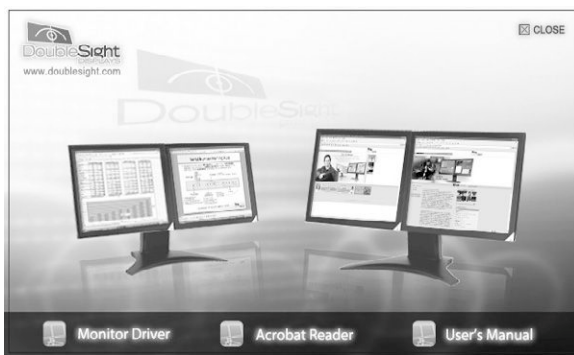 DoubleSight
DISPLAYS
www.doublesight.com
CLOSE
DoubleSight
Monitor Driver
Acrobat Reader
User's Manual